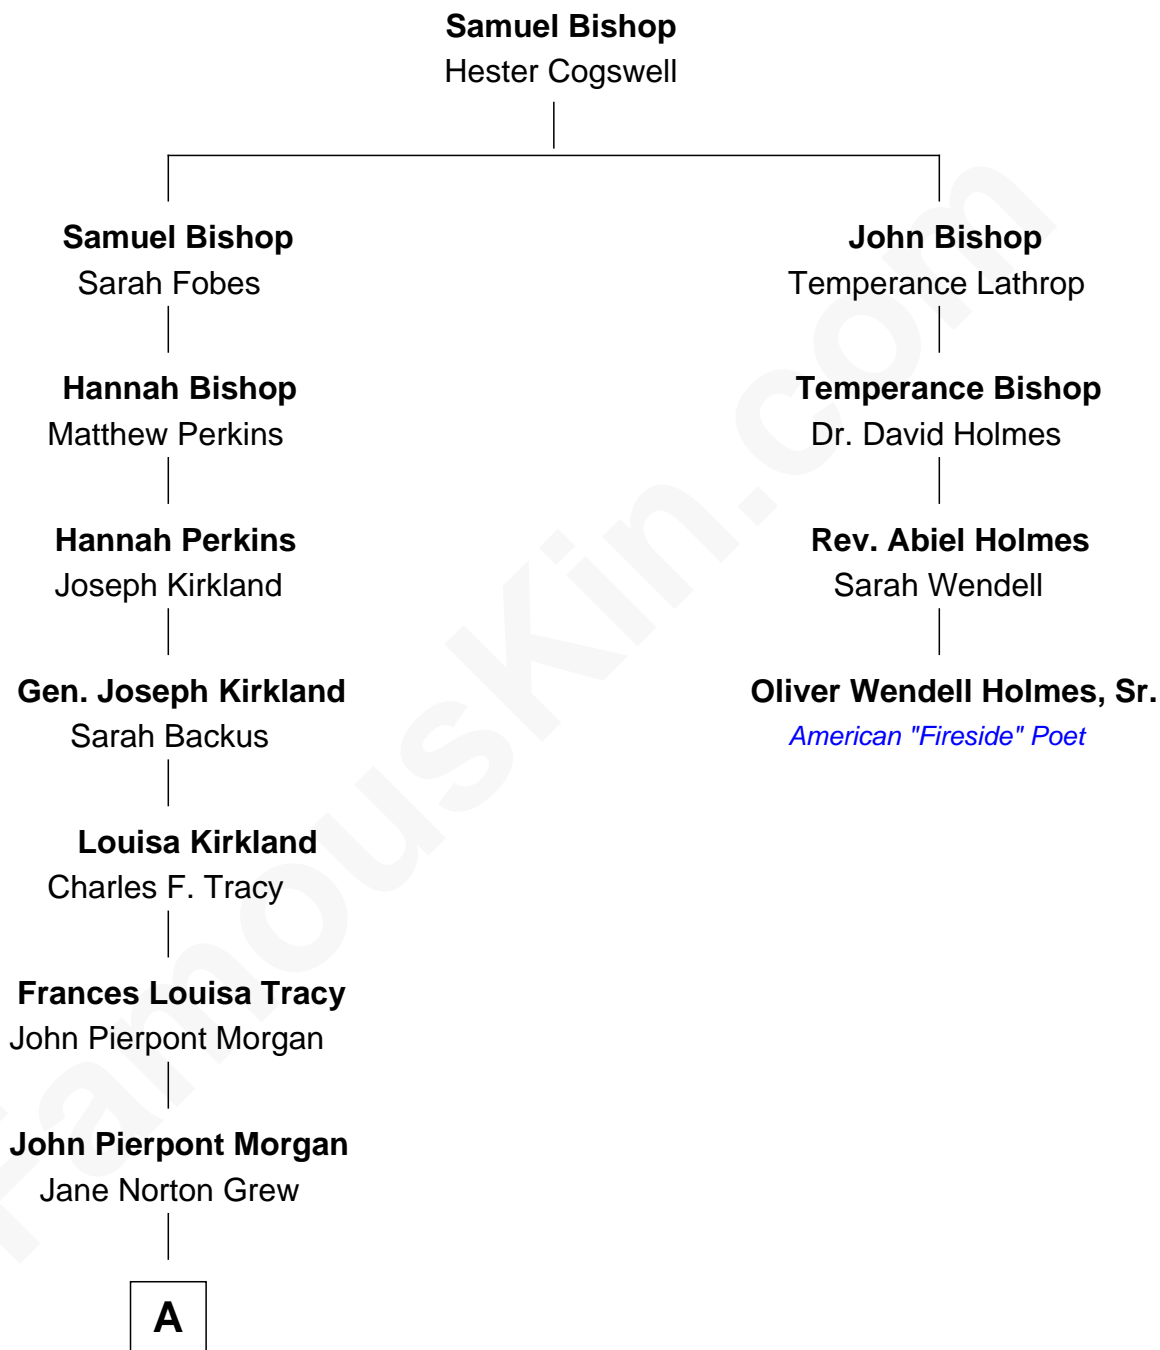 Samuel Bishop
Hester Cogswell
Samuel Bishop
Sarah Fobes
John Bishop
Temperance Lathrop
Hannah Bishop
Matthew Perkins
Temperance Bishop
Dr. David Holmes
Hannah Perkins
Joseph Kirkland
Rev. Abiel Holmes
Sarah Wendell
Gen. Joseph Kirkland
Sarah Backus
Oliver Wendell Holmes, Sr.
American "Fireside" Poet
Louisa Kirkland
Charles F. Tracy
Frances Louisa Tracy
John Pierpont Morgan
John Pierpont Morgan
Jane Norton Grew
A
FamousKin.com